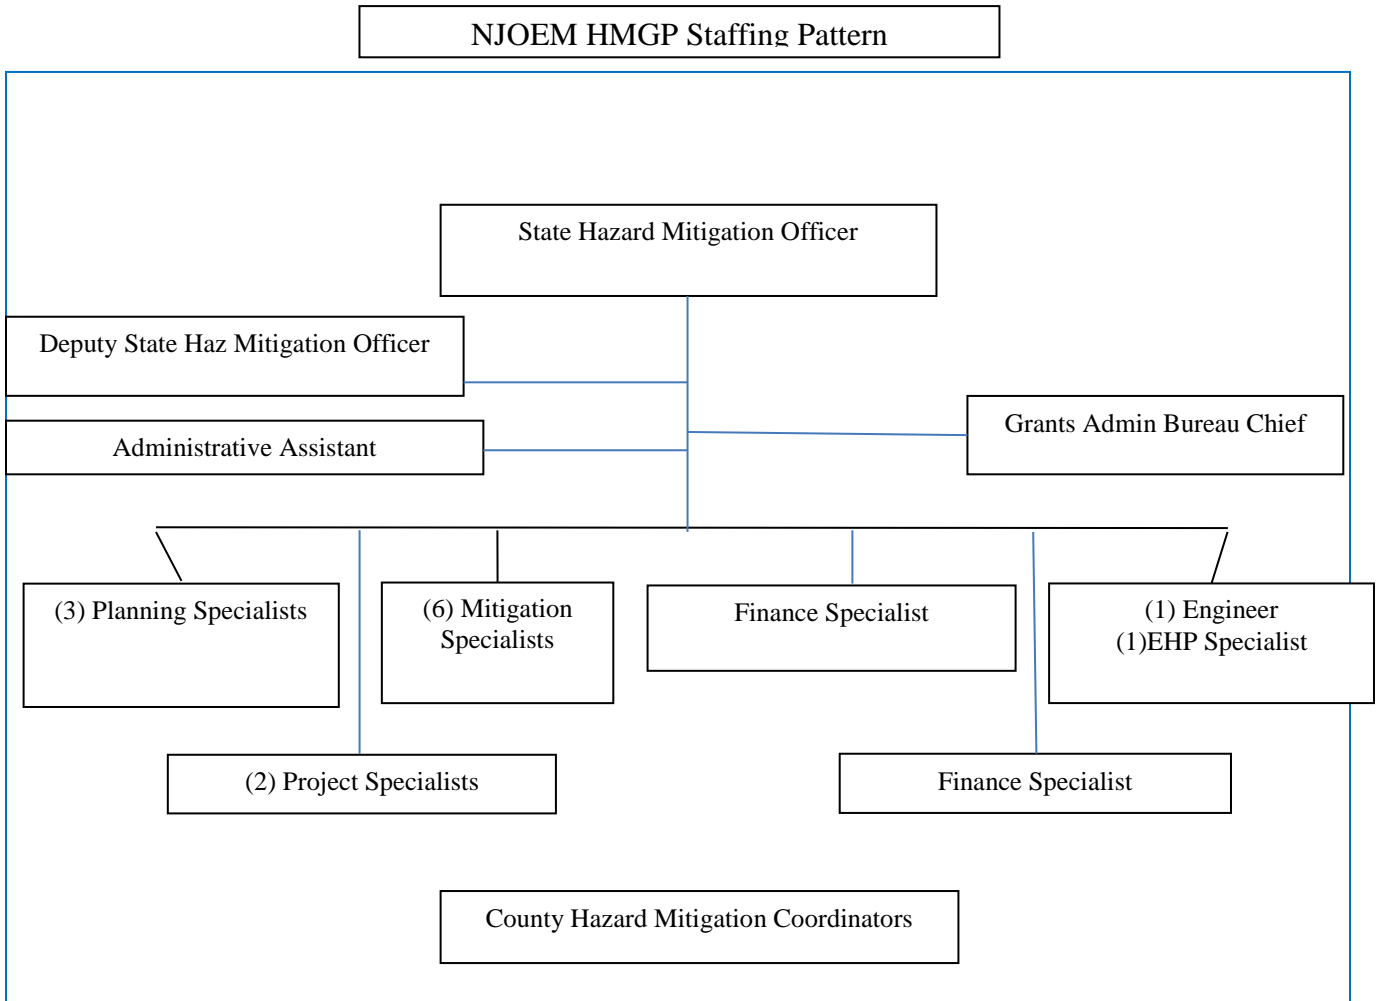 NJOEM HMGP Staffing Pattern
State Hazard Mitigation Officer
Deputy State Haz Mitigation Officer
Grants Admin Bureau Chief
Administrative Assistant
(3) Planning Specialists
(6) Mitigation
Specialists
Finance Specialist
(1) Engineer
(1)EHP Specialist
(2) Project Specialists
Finance Specialist
County Hazard Mitigation Coordinators